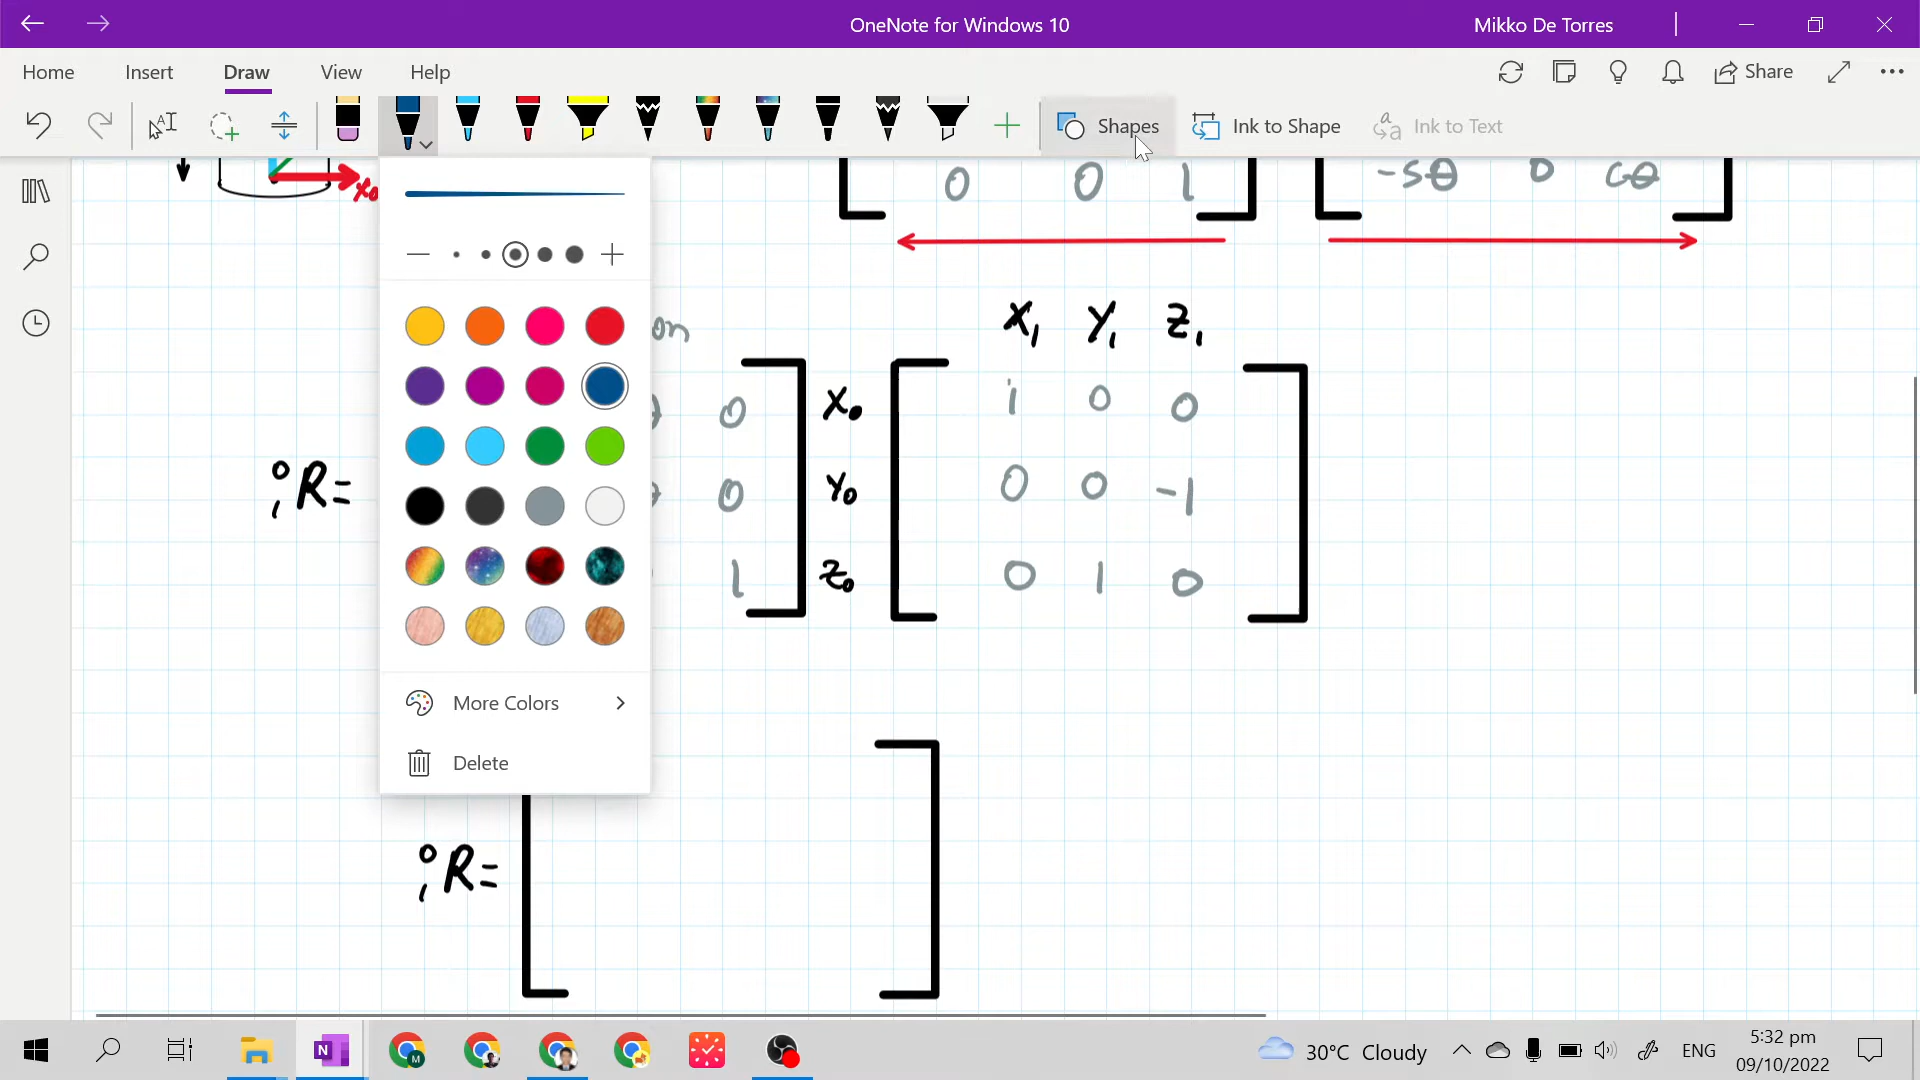 OneNote for Windows 10
Mikko De Torres
Home Insert Draw View Help
Share
Shapes Ink to Shape Ink to Text
x₀
0 0 1
-sθ 0 cθ
on
x₁ y₁ z₁
0 x₀ 1 0 0
⁰₁R= 0 y₀ 0 0 -1
1 z₀ 0 1 0
More Colors
Delete
⁰₁R=
30°C Cloudy
ENG
5:32 pm
09/10/2022